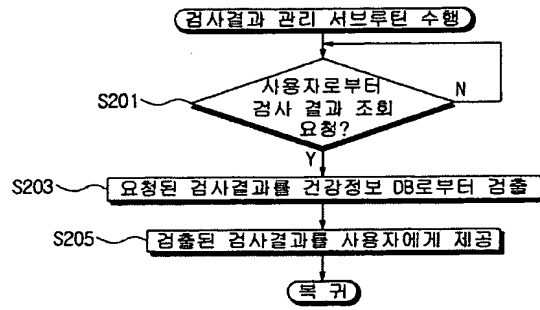 검사결과 관리 서브루틴 수행
사용자로부터
검사 결과 조회
요청?
N
S201
Y
S203
요청된 검사결과를 건강정보 DB로부터 검출
S205
검출된 검사결과를 사용자에게 제공
복 귀